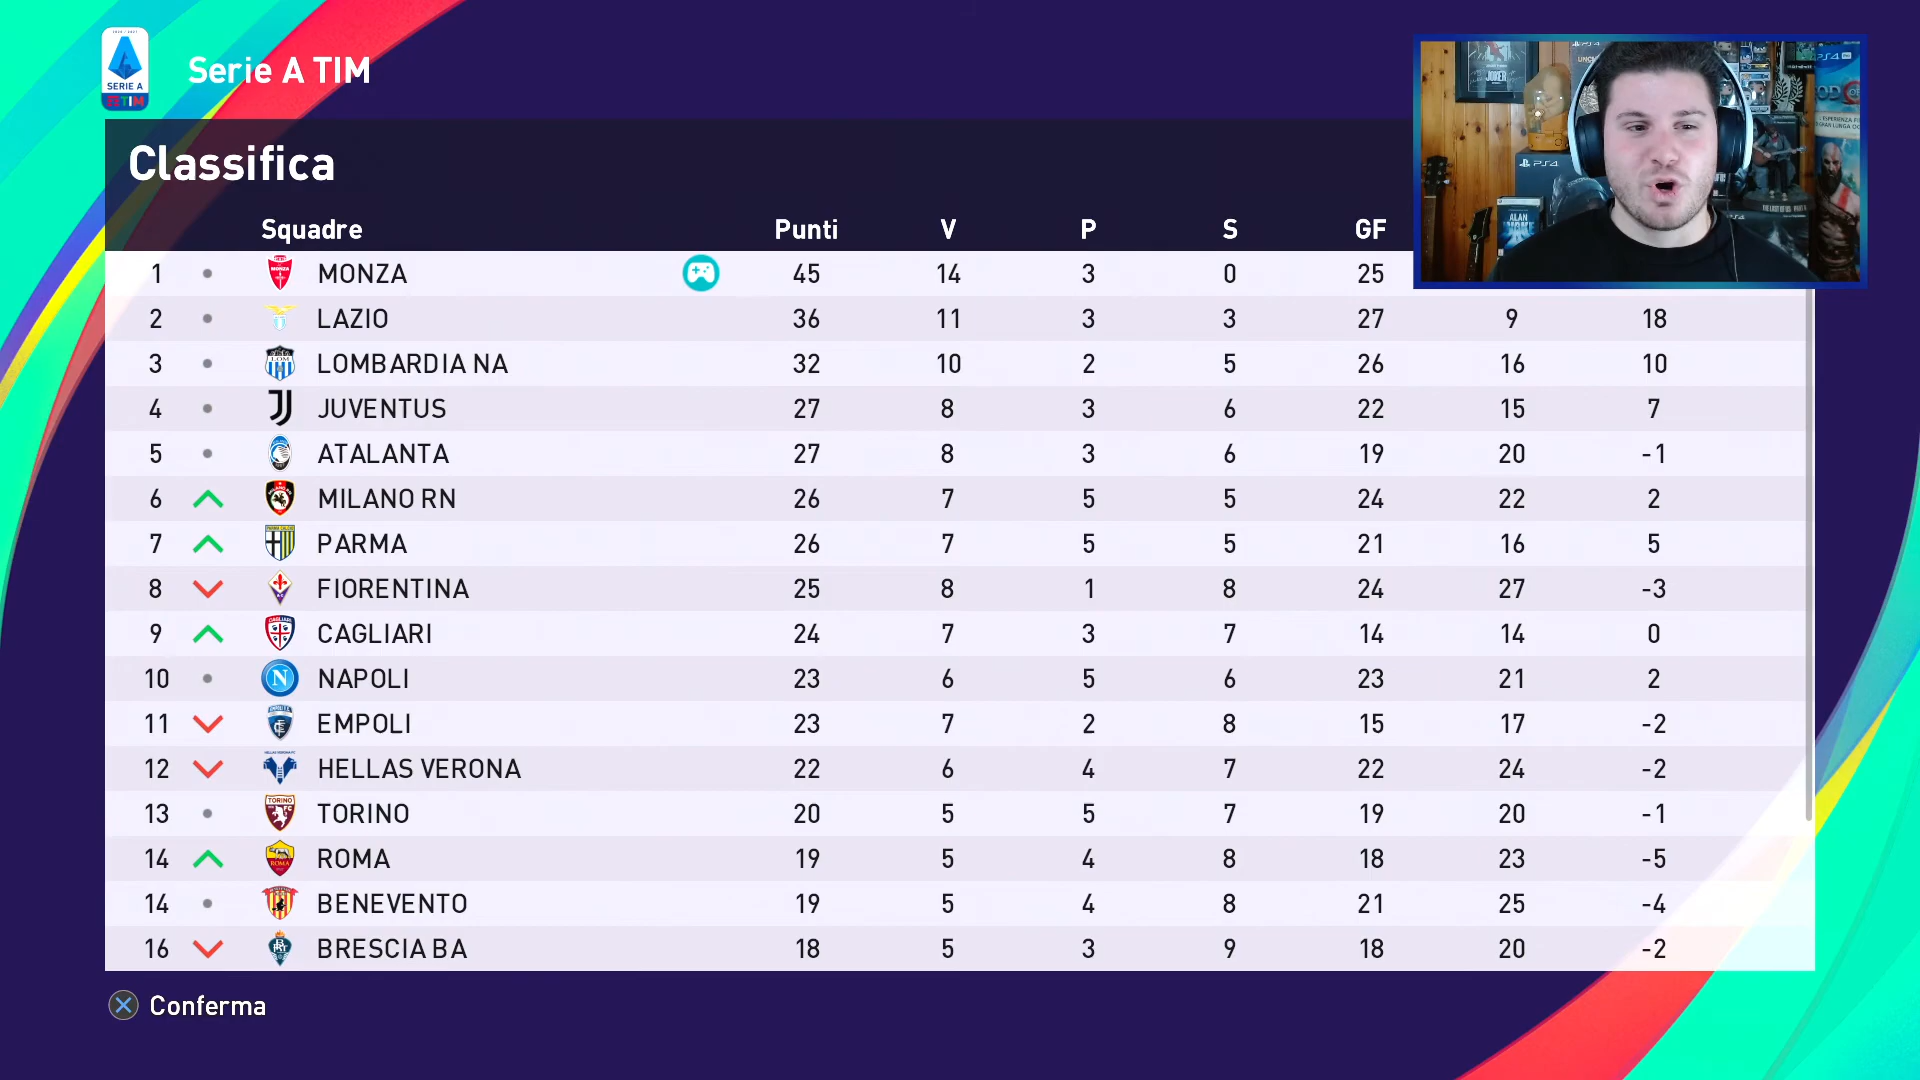 SERIE A
TIM
Serie A TIM
Classifica
Squadre Punti V P S GF
1 MONZA 45 14 3 0 25
2 LAZIO 36 11 3 3 27 9 18
3 LOMBARDIA NA 32 10 2 5 26 16 10
4 JUVENTUS 27 8 3 6 22 15 7
5 ATALANTA 27 8 3 6 19 20 -1
6 MILANO RN 26 7 5 5 24 22 2
7 PARMA 26 7 5 5 21 16 5
8 FIORENTINA 25 8 1 8 24 27 -3
9 CAGLIARI 24 7 3 7 14 14 0
10 NAPOLI 23 6 5 6 23 21 2
11 EMPOLI 23 7 2 8 15 17 -2
12 HELLAS VERONA 22 6 4 7 22 24 -2
13 TORINO 20 5 5 7 19 20 -1
14 ROMA 19 5 4 8 18 23 -5
14 BENEVENTO 19 5 4 8 21 25 -4
16 BRESCIA BA 18 5 3 9 18 20 -2
Conferma
JOKER
PS4
ALAN